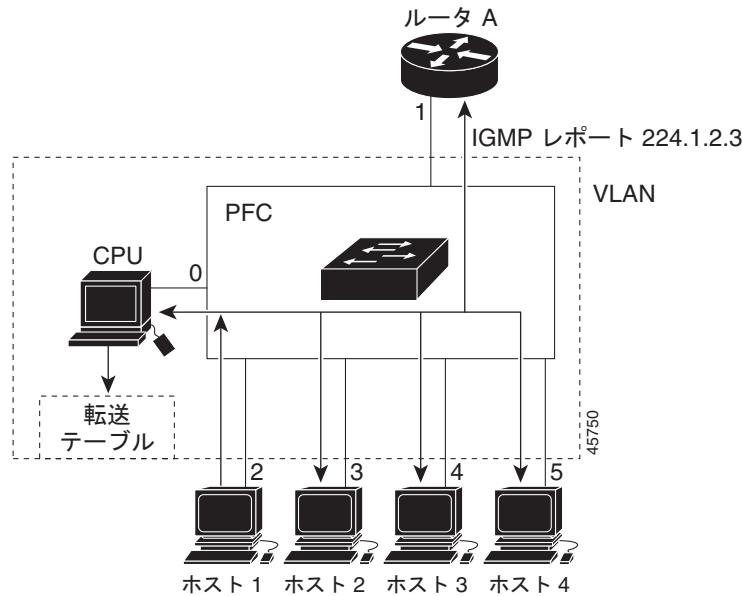 ルータ A
1
IGMP レポート 224.1.2.3
VLAN
PFC
CPU
0
転送
テーブル
45750
2
3
4
5
ホスト 1
ホスト 2
ホスト 3
ホスト 4